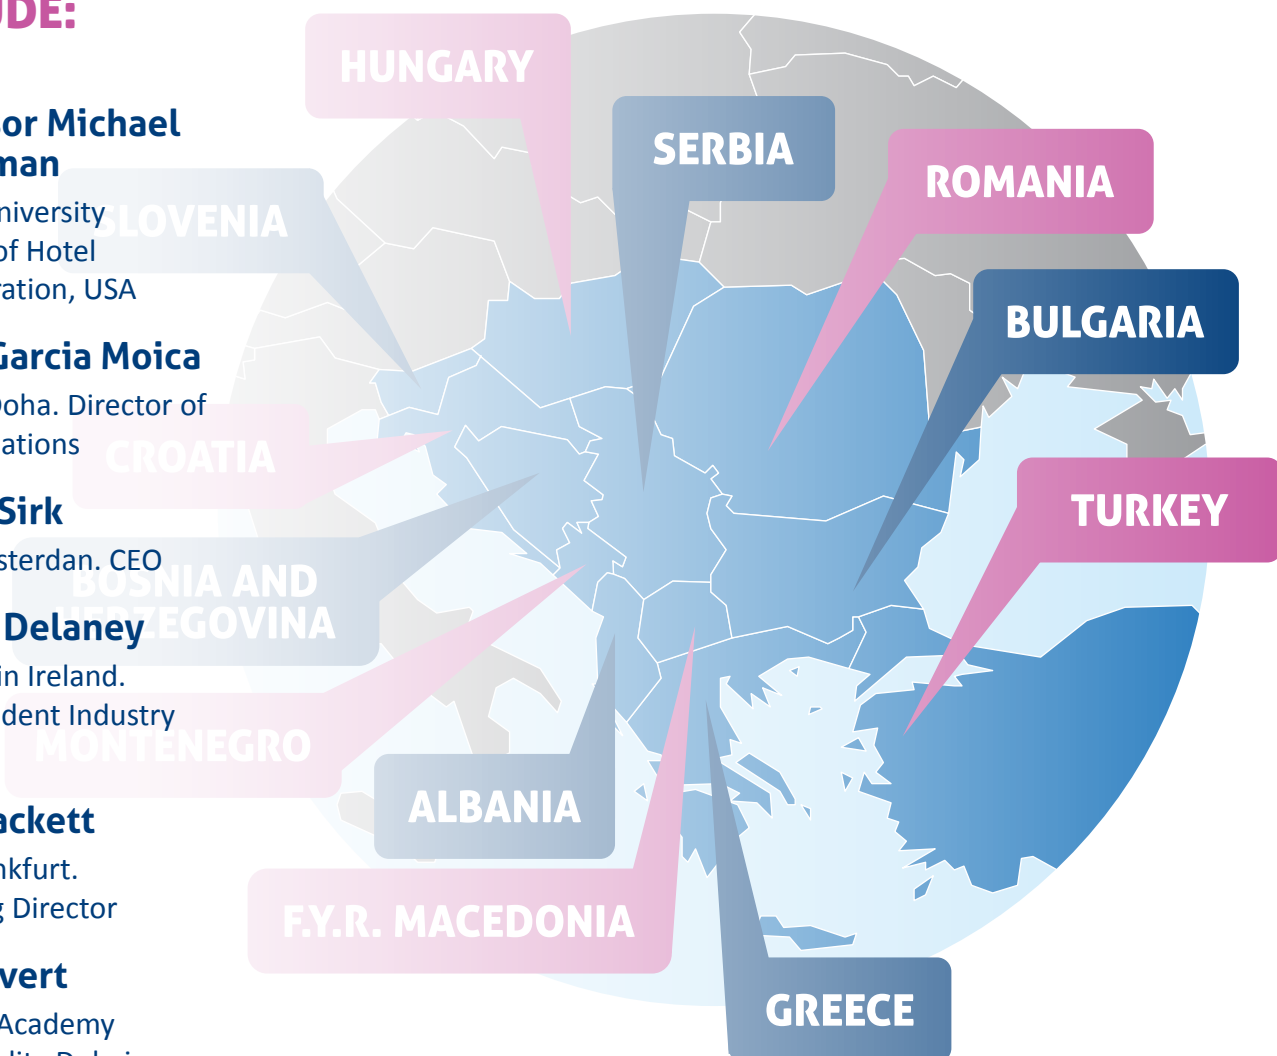 UDE:
or Michael
man
niversity
of Hotel
ration, USA
Garcia Moica
Doha. Director of
ations
Sirk
sterdan. CEO
Delaney
in Ireland.
dent Industry
ackett
nkfurt.
g Director
vert
Academy
HUNGARY
SERBIA
ROMANIA
SLOVENIA
BULGARIA
CROATIA
TURKEY
BOSNIA AND
HERZEGOVINA
MONTENEGRO
ALBANIA
F.Y.R. MACEDONIA
GREECE